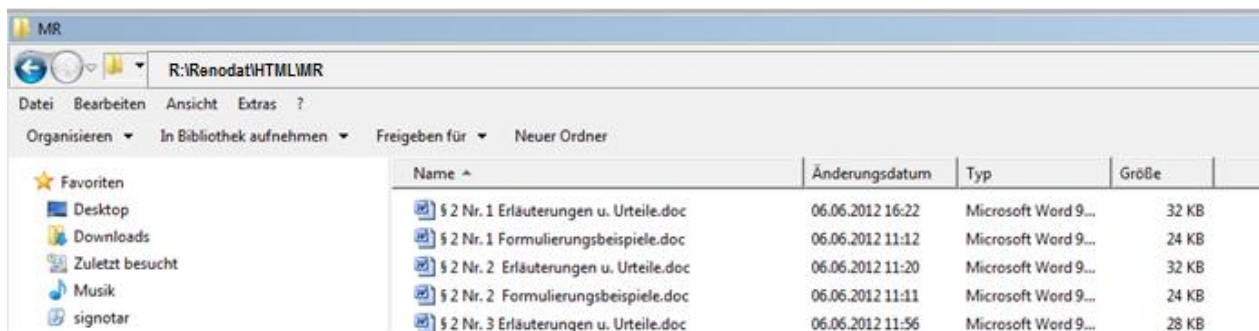 MR
R:\Renodat\HTML\MR
Datei Bearbeiten Ansicht Extras ?
Organisieren In Bibliothek aufnehmen Freigeben für Neuer Ordner
Name Änderungsdatum Typ Größe
Favoriten
Desktop § 2 Nr. 1 Erläuterungen u. Urteile.doc 06.06.2012 16:22 Microsoft Word 9... 32 KB
Downloads § 2 Nr. 1 Formulierungsbeispiele.doc 06.06.2012 11:12 Microsoft Word 9... 24 KB
Zuletzt besucht § 2 Nr. 2 Erläuterungen u. Urteile.doc 06.06.2012 11:20 Microsoft Word 9... 32 KB
Musik § 2 Nr. 2 Formulierungsbeispiele.doc 06.06.2012 11:11 Microsoft Word 9... 24 KB
signotar § 2 Nr. 3 Erläuterungen u. Urteile.doc 06.06.2012 11:56 Microsoft Word 9... 28 KB